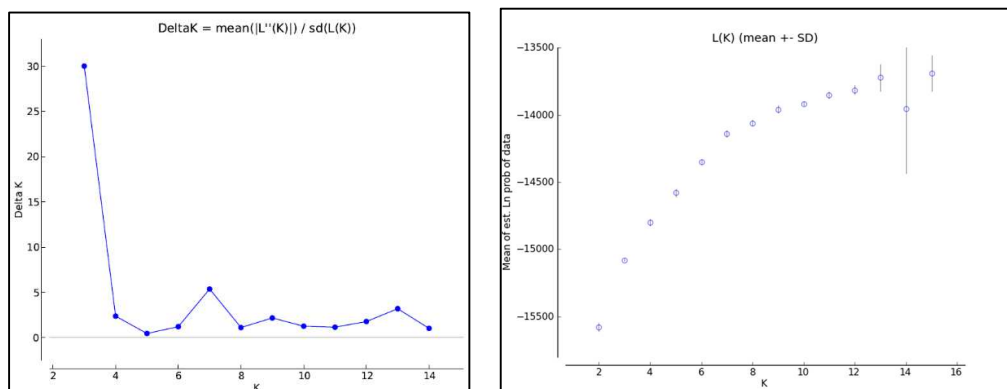 DeltaK = mean(|L''(K)|) / sd(L(K))
30
25
20
15
10
5
0
Delta K
2 4 6 8 10 12 14
K
L(K) (mean +- SD)
−13500
−14000
−14500
−15000
−15500
Mean of est. Ln prob of data
2 4 6 8 10 12 14 16
K